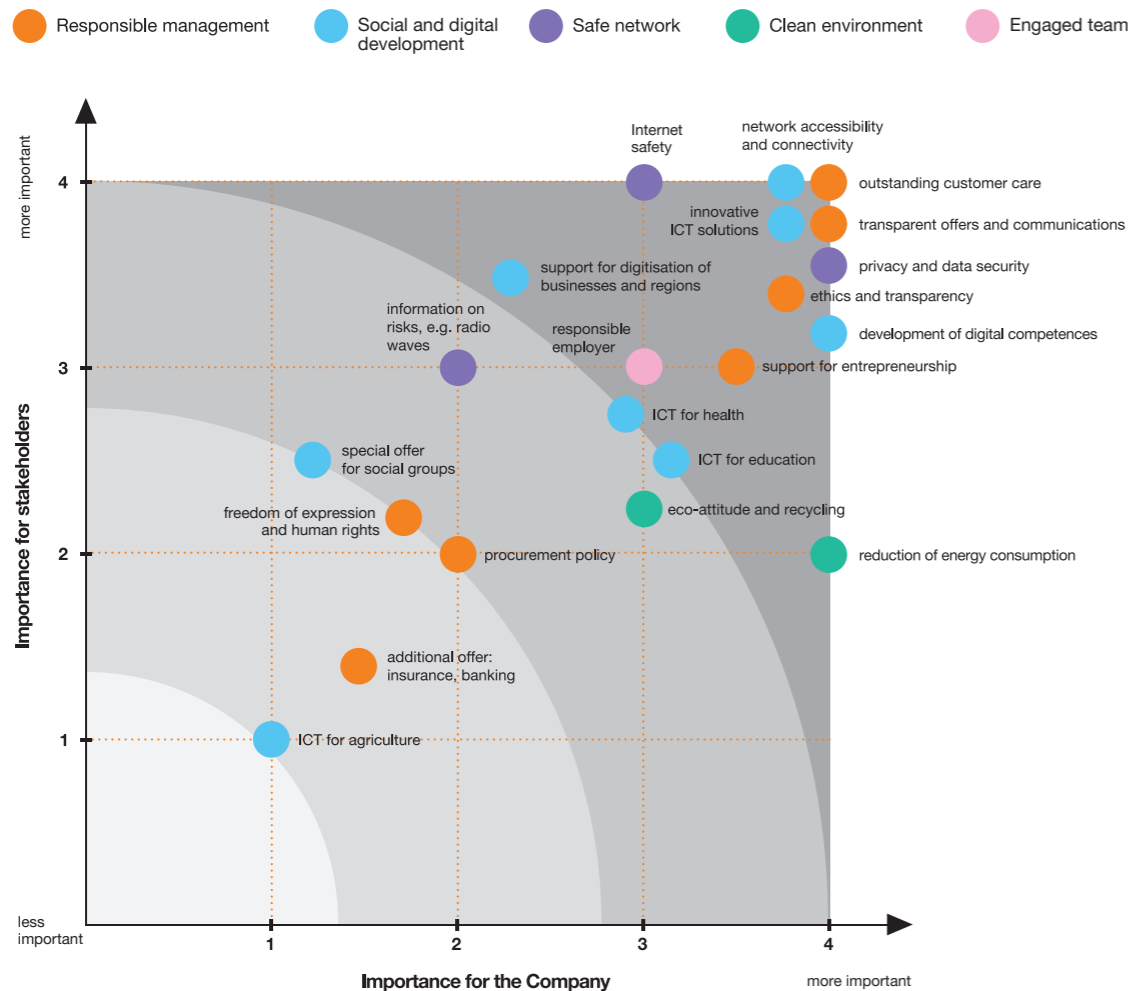 Responsible management
Social and digital
development
Safe network
Clean environment
Engaged team
more important
Importance for stakeholders
4
3
2
1
less
important
Internet
safety
network accessibility
and connectivity
outstanding customer care
innovative
ICT solutions
transparent offers and communications
support for digitisation of
businesses and regions
privacy and data security
ethics and transparency
information on
risks, e.g. radio
waves
responsible
employer
development of digital competences
support for entrepreneurship
ICT for health
special offer
for social groups
ICT for education
freedom of expression
and human rights
eco-attitude and recycling
procurement policy
reduction of energy consumption
additional offer:
insurance, banking
ICT for agriculture
1
2
3
4
Importance for the Company
more important